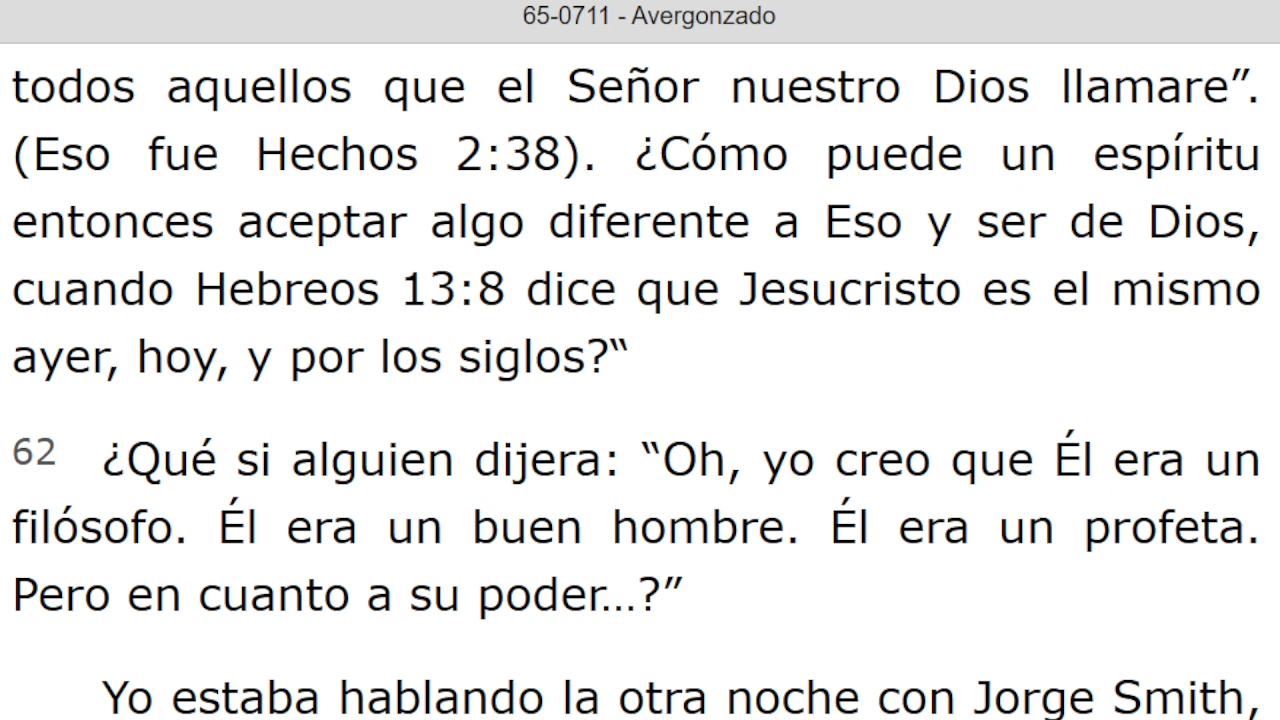 65-0711 - Avergonzado
todos aquellos que el Señor nuestro Dios llamare”.
(Eso fue Hechos 2:38). ¿Cómo puede un espíritu
entonces aceptar algo diferente a Eso y ser de Dios,
cuando Hebreos 13:8 dice que Jesucristo es el mismo
ayer, hoy, y por los siglos?“
62 ¿Qué si alguien dijera: “Oh, yo creo que Él era un
filósofo. Él era un buen hombre. Él era un profeta.
Pero en cuanto a su poder…?”
Yo estaba hablando la otra noche con Jorge Smith,